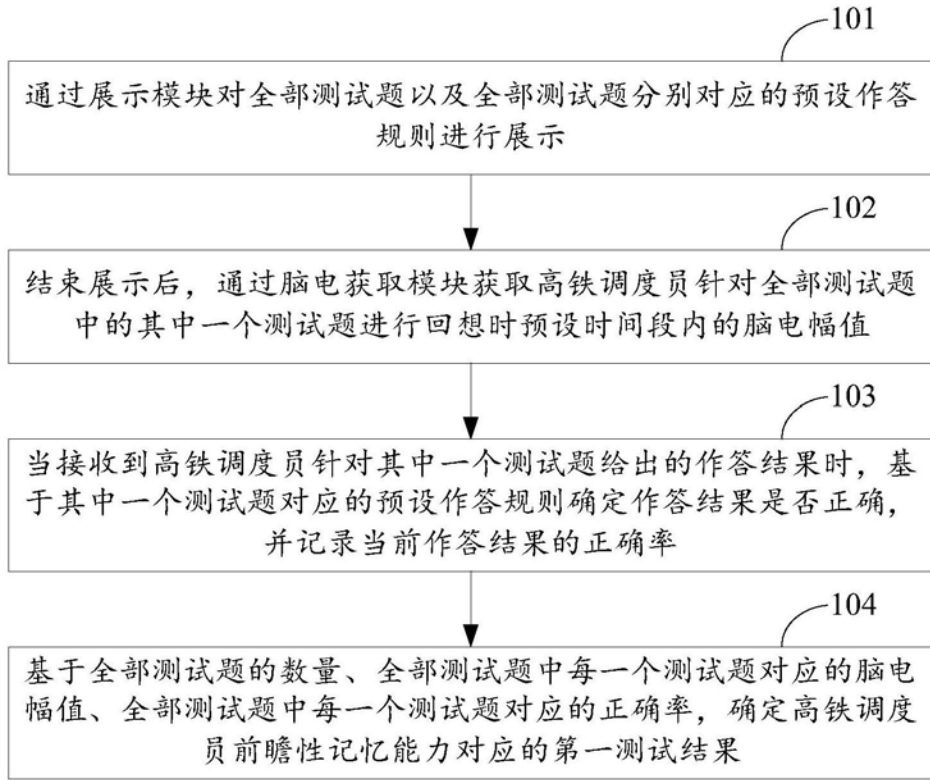 101
通过展示模块对全部测试题以及全部测试题分别对应的预设作答
规则进行展示
102
结束展示后，通过脑电获取模块获取高铁调度员针对全部测试题
中的其中一个测试题进行回想时预设时间段内的脑电幅值
103
当接收到高铁调度员针对其中一个测试题给出的作答结果时，基
于其中一个测试题对应的预设作答规则确定作答结果是否正确，
并记录当前作答结果的正确率
104
基于全部测试题的数量、全部测试题中每一个测试题对应的脑电
幅值、全部测试题中每一个测试题对应的正确率，确定高铁调度
员前瞻性记忆能力对应的第一测试结果